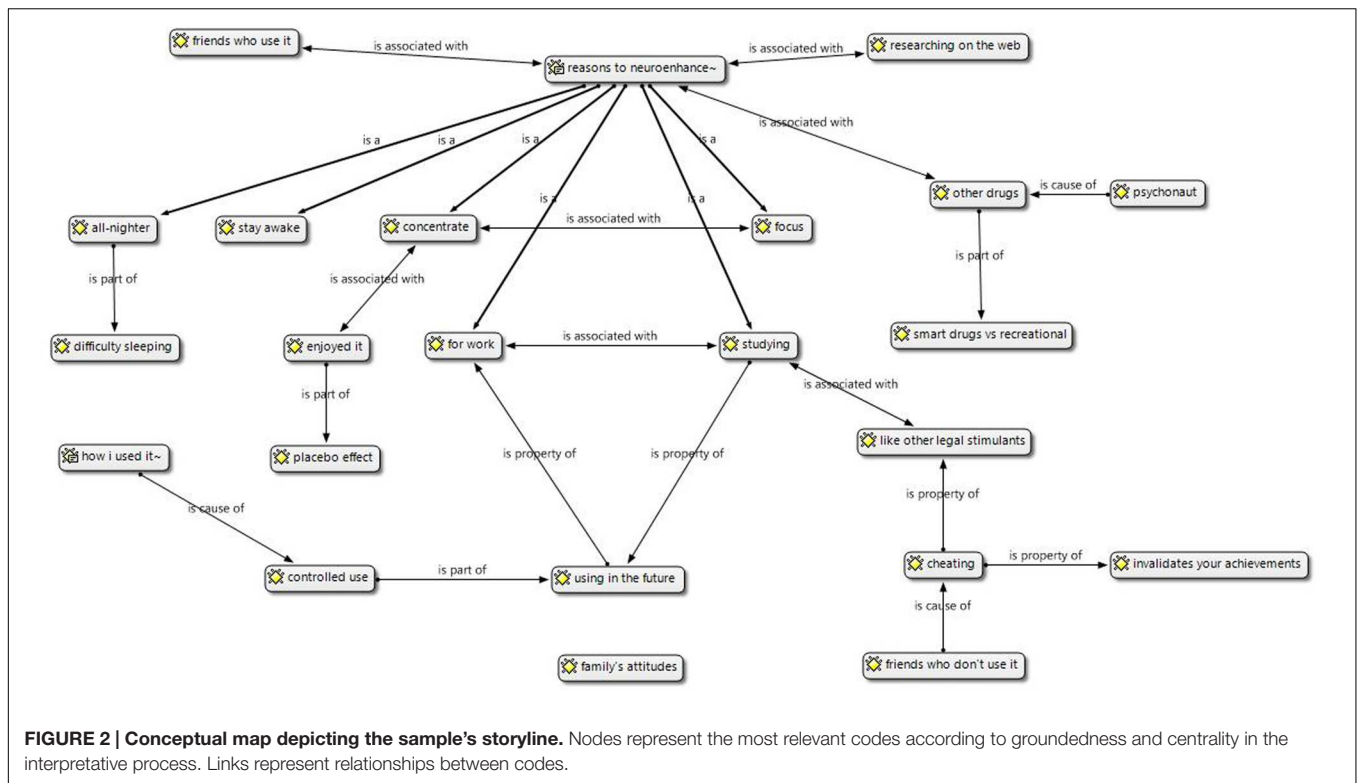 friends who use it
is associated with
is associated with
researching on the web
reasons to neuroenhance~
is associated with
is a
is a
is a
is a
is a
is a
other drugs
is cause of
psychonaut
all-nighter
stay awake
concentrate
is associated with
focus
is part of
is associated with
is part of
difficulty sleeping
enjoyed it
for work
is associated with
studying
smart drugs vs recreational
is part of
is associated with
how i used it~
placebo effect
is property of
is property of
like other legal stimulants
is cause of
is property of
controlled use
is part of
using in the future
cheating
is property of
invalidates your achievements
is cause of
family's attitudes
friends who don't use it
FIGURE 2 | Conceptual map depicting the sample's storyline. Nodes represent the most relevant codes according to groundedness and centrality in the
interpretative process. Links represent relationships between codes.